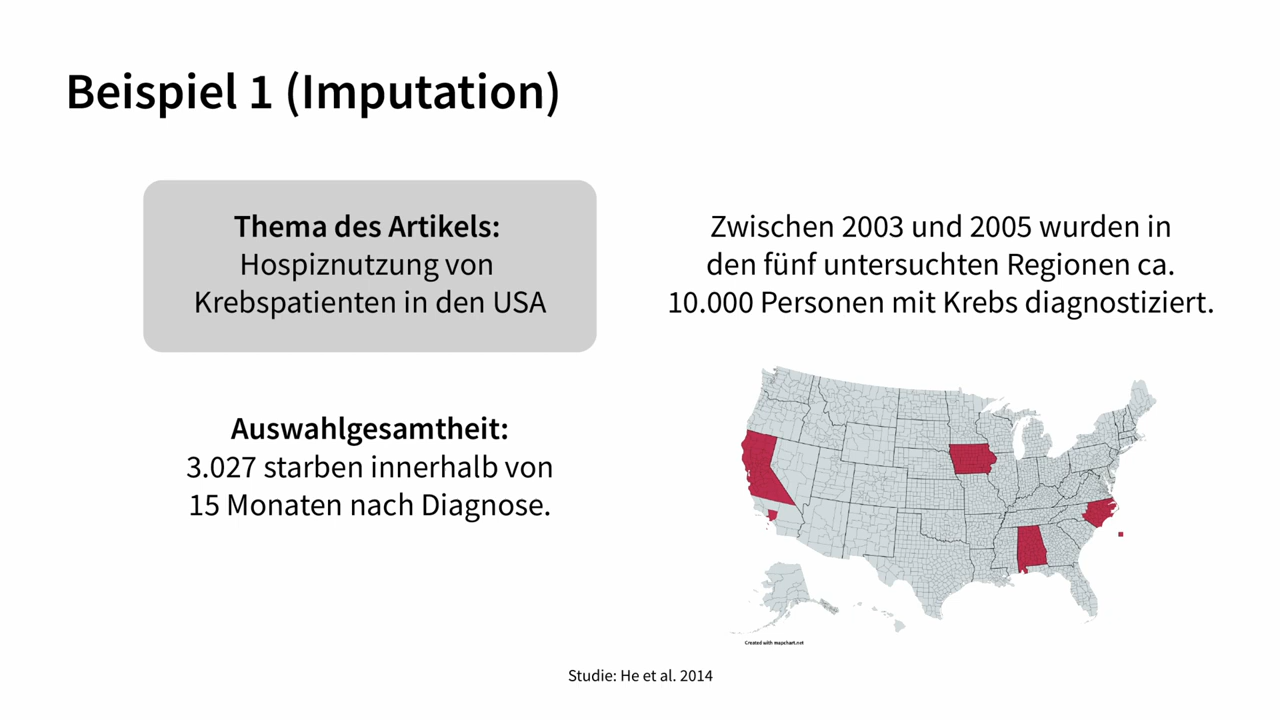 Beispiel 1 (Imputation)
Thema des Artikels:
Hospiznutzung von
Krebspatienten in den USA
Zwischen 2003 und 2005 wurden in
den fünf untersuchten Regionen ca.
10.000 Personen mit Krebs diagnostiziert.
Auswahlgesamtheit:
3.027 starben innerhalb von
15 Monaten nach Diagnose.
Created with mapchart.net
Studie: He et al. 2014